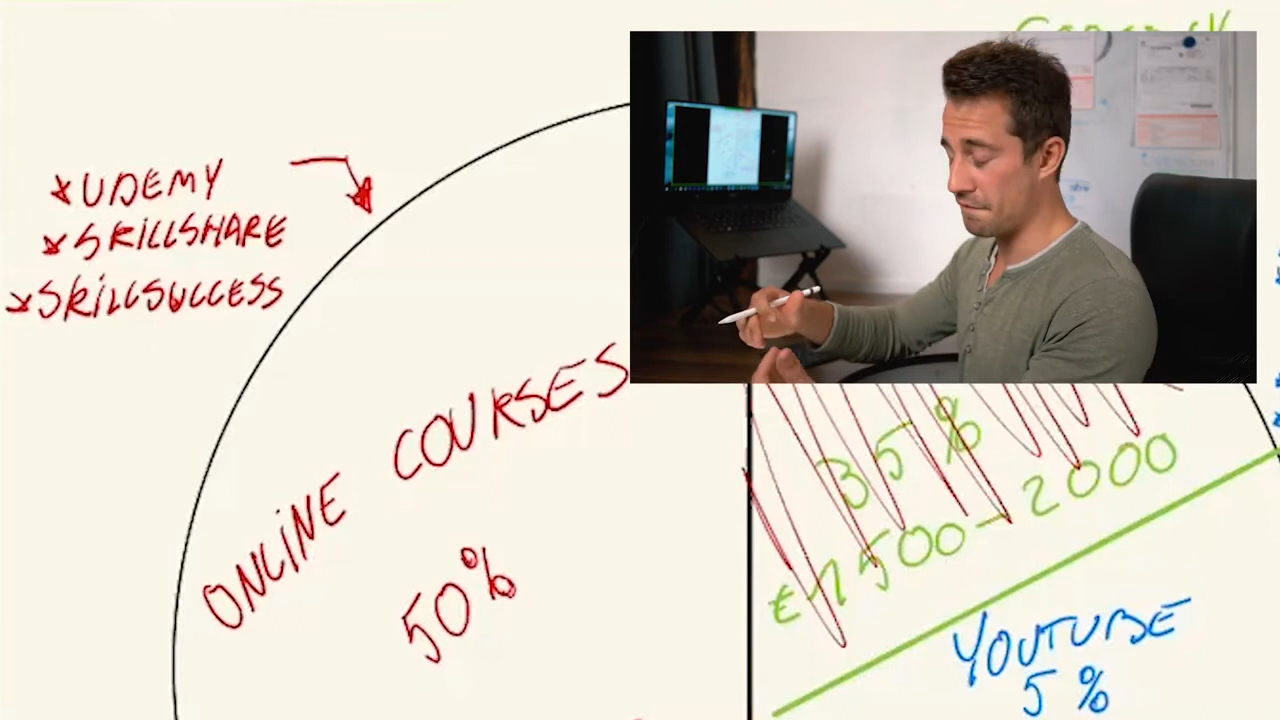 *UDEMY
*SKILLSHARE
*SKILLSUCCESS
ONLINE COURSES
50%
35%
€1500-2000
YOUTUBE
5%